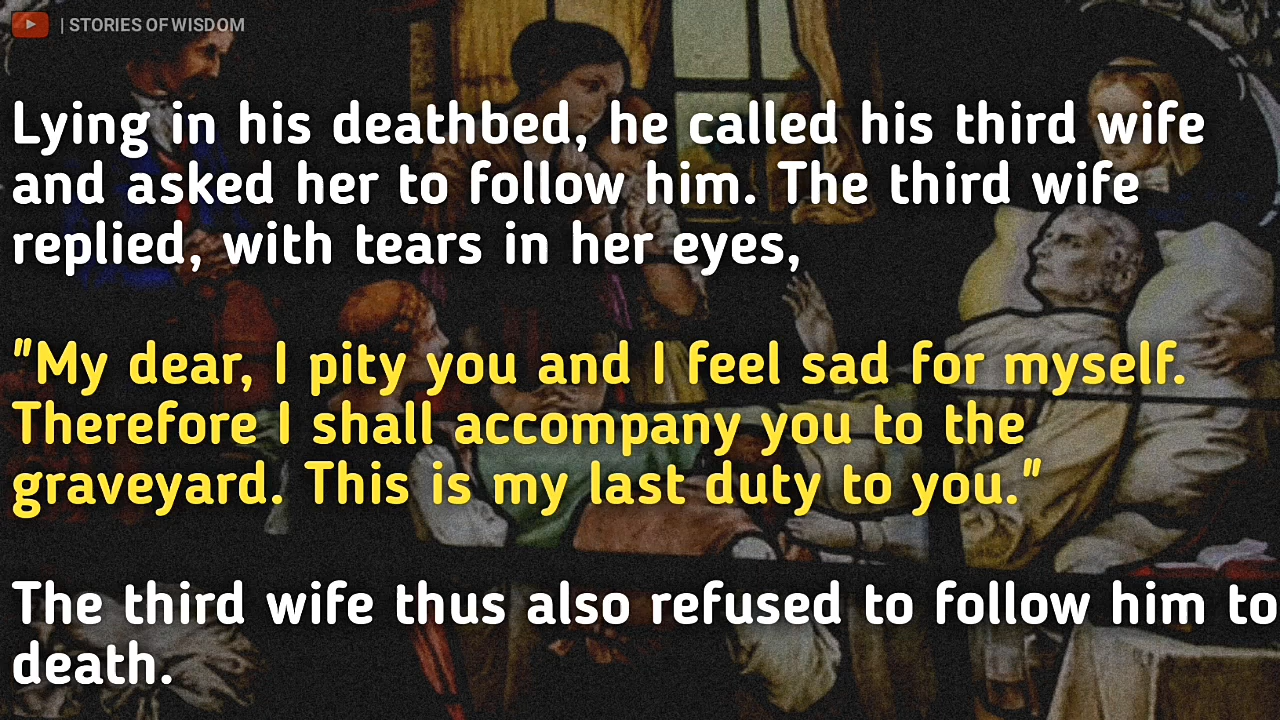 | STORIES OF WISDOM
Lying in his deathbed, he called his third wife
and asked her to follow him. The third wife
replied, with tears in her eyes,
"My dear, I pity you and I feel sad for myself.
Therefore I shall accompany you to the
graveyard. This is my last duty to you."
The third wife thus also refused to follow him to
death.